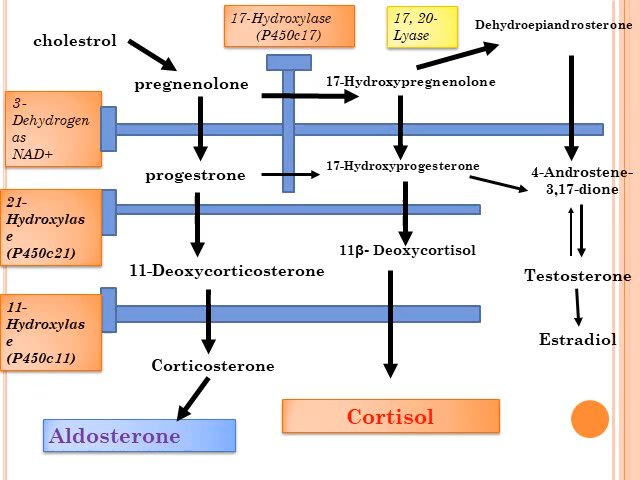 17-Hydroxylase
(P450c17)
17, 20-
Lyase
Dehydroepiandrosterone
cholestrol
pregnenolone
17-Hydroxypregnenolone
3-
Dehydrogen
as
NAD+
progestrone
17-Hydroxyprogesterone
4-Androstene-
3,17-dione
21-
Hydroxylas
e
(P450c21)
11β- Deoxycortisol
11-Deoxycorticosterone
Testosterone
11-
Hydroxylas
e
(P450c11)
Estradiol
Corticosterone
Cortisol
Aldosterone